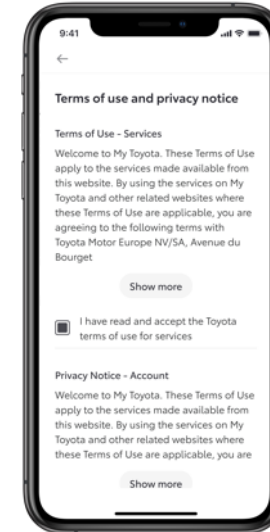 9:41
Terms of use and privacy notice
Terms of Use - Services
Welcome to My Toyota. These Terms of Use
apply to the services made available from
this website. By using the services on My
Toyota and other related websites where
these Terms of Use are applicable, you are
agreeing to the following terms with
Toyota Motor Europe NV/SA, Avenue du
Bourget
Show more
I have read and accept the Toyota
terms of use for services
Privacy Notice - Account
Welcome to My Toyota. These Terms of Use
apply to the services made available from
this website. By using the services on My
Toyota and other related websites where
these Terms of Use are applicable, you are
Show more